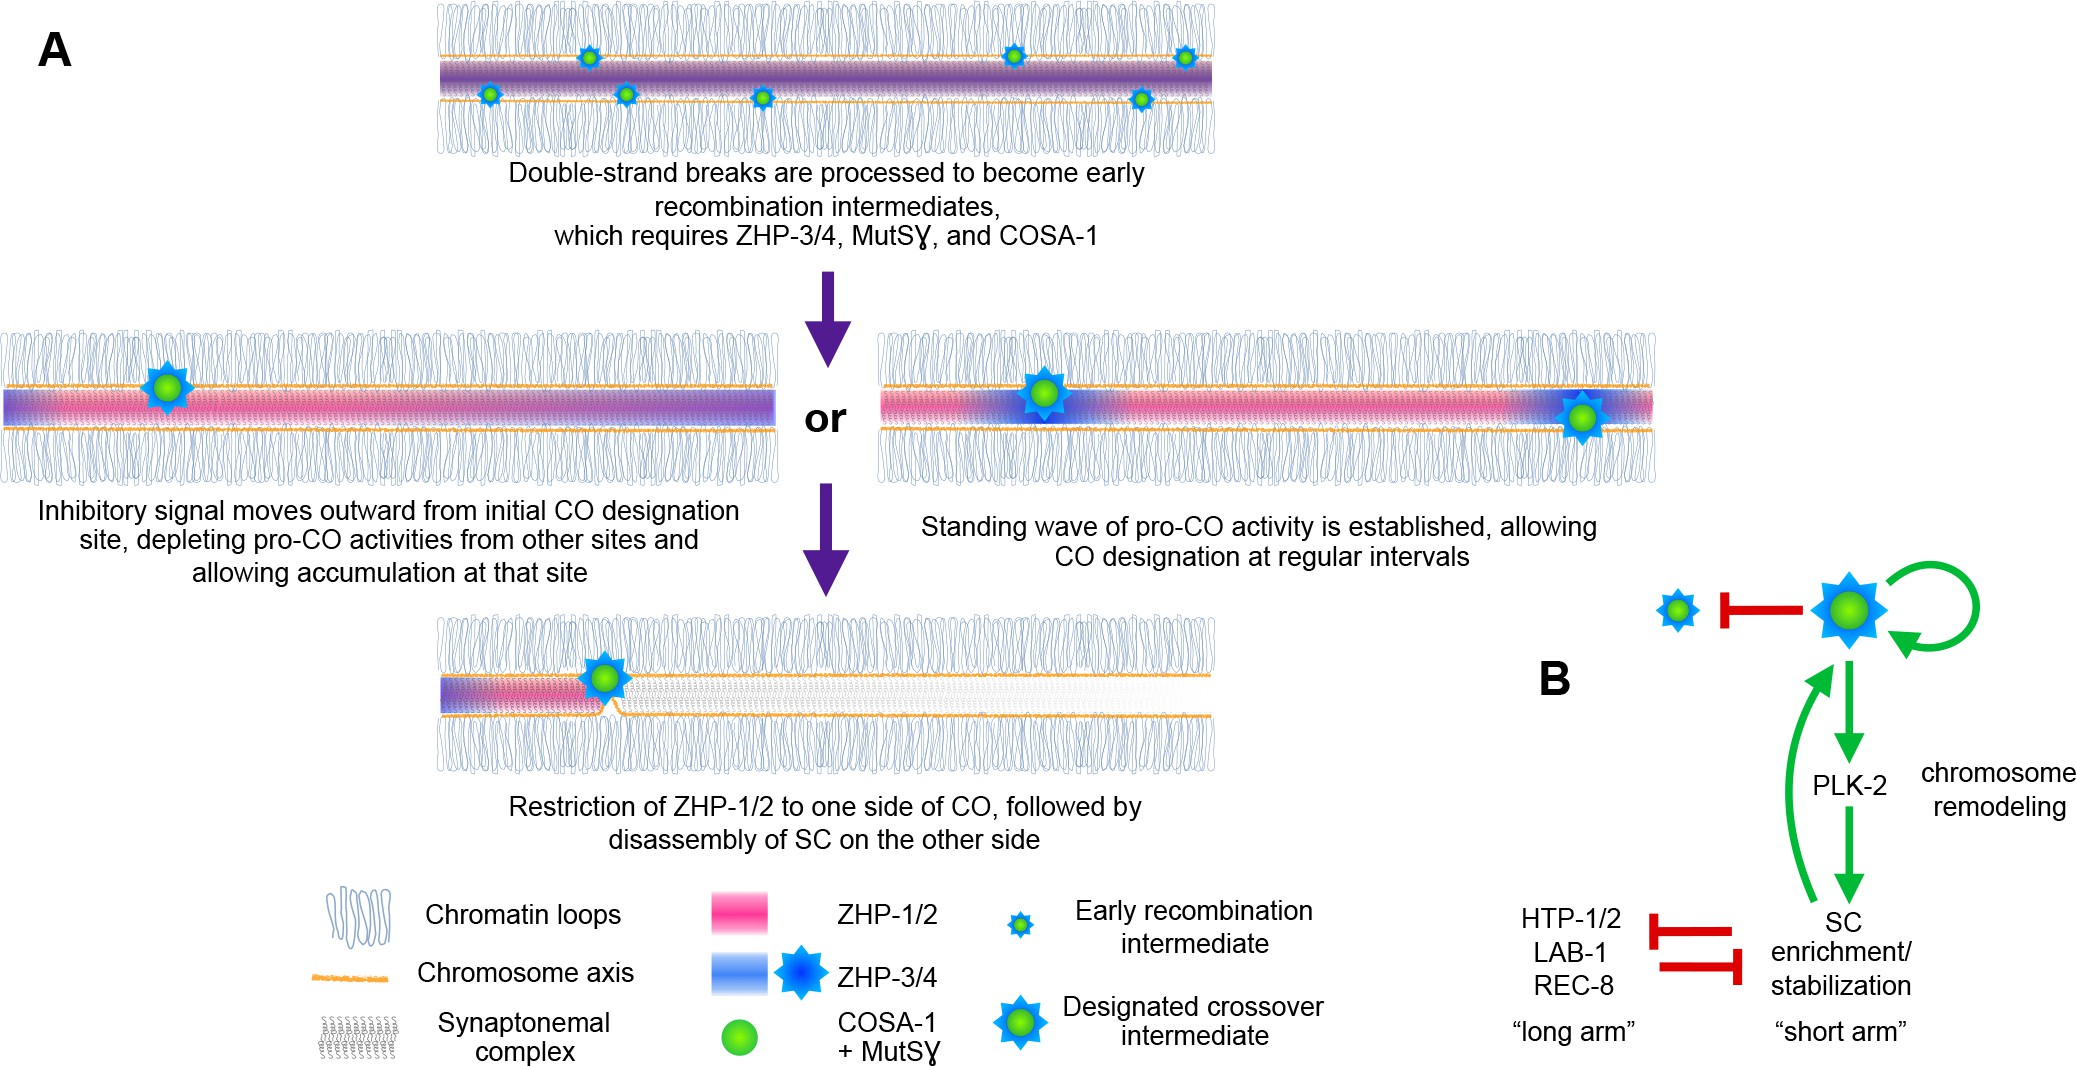 A
Double-strand breaks are processed to become early
recombination intermediates,
which requires ZHP-3/4, MutSɣ, and COSA-1
or
Inhibitory signal moves outward from initial CO designation
site, depleting pro-CO activities from other sites and
allowing accumulation at that site
Standing wave of pro-CO activity is established, allowing
CO designation at regular intervals
Restriction of ZHP-1/2 to one side of CO, followed by
disassembly of SC on the other side
Chromatin loops
Chromosome axis
Synaptonemal
complex
ZHP-1/2
ZHP-3/4
COSA-1
+ MutSɣ
Early recombination
intermediate
Designated crossover
intermediate
B
PLK-2
chromosome
remodeling
HTP-1/2
LAB-1
REC-8
“long arm”
SC
enrichment/
stabilization
“short arm”